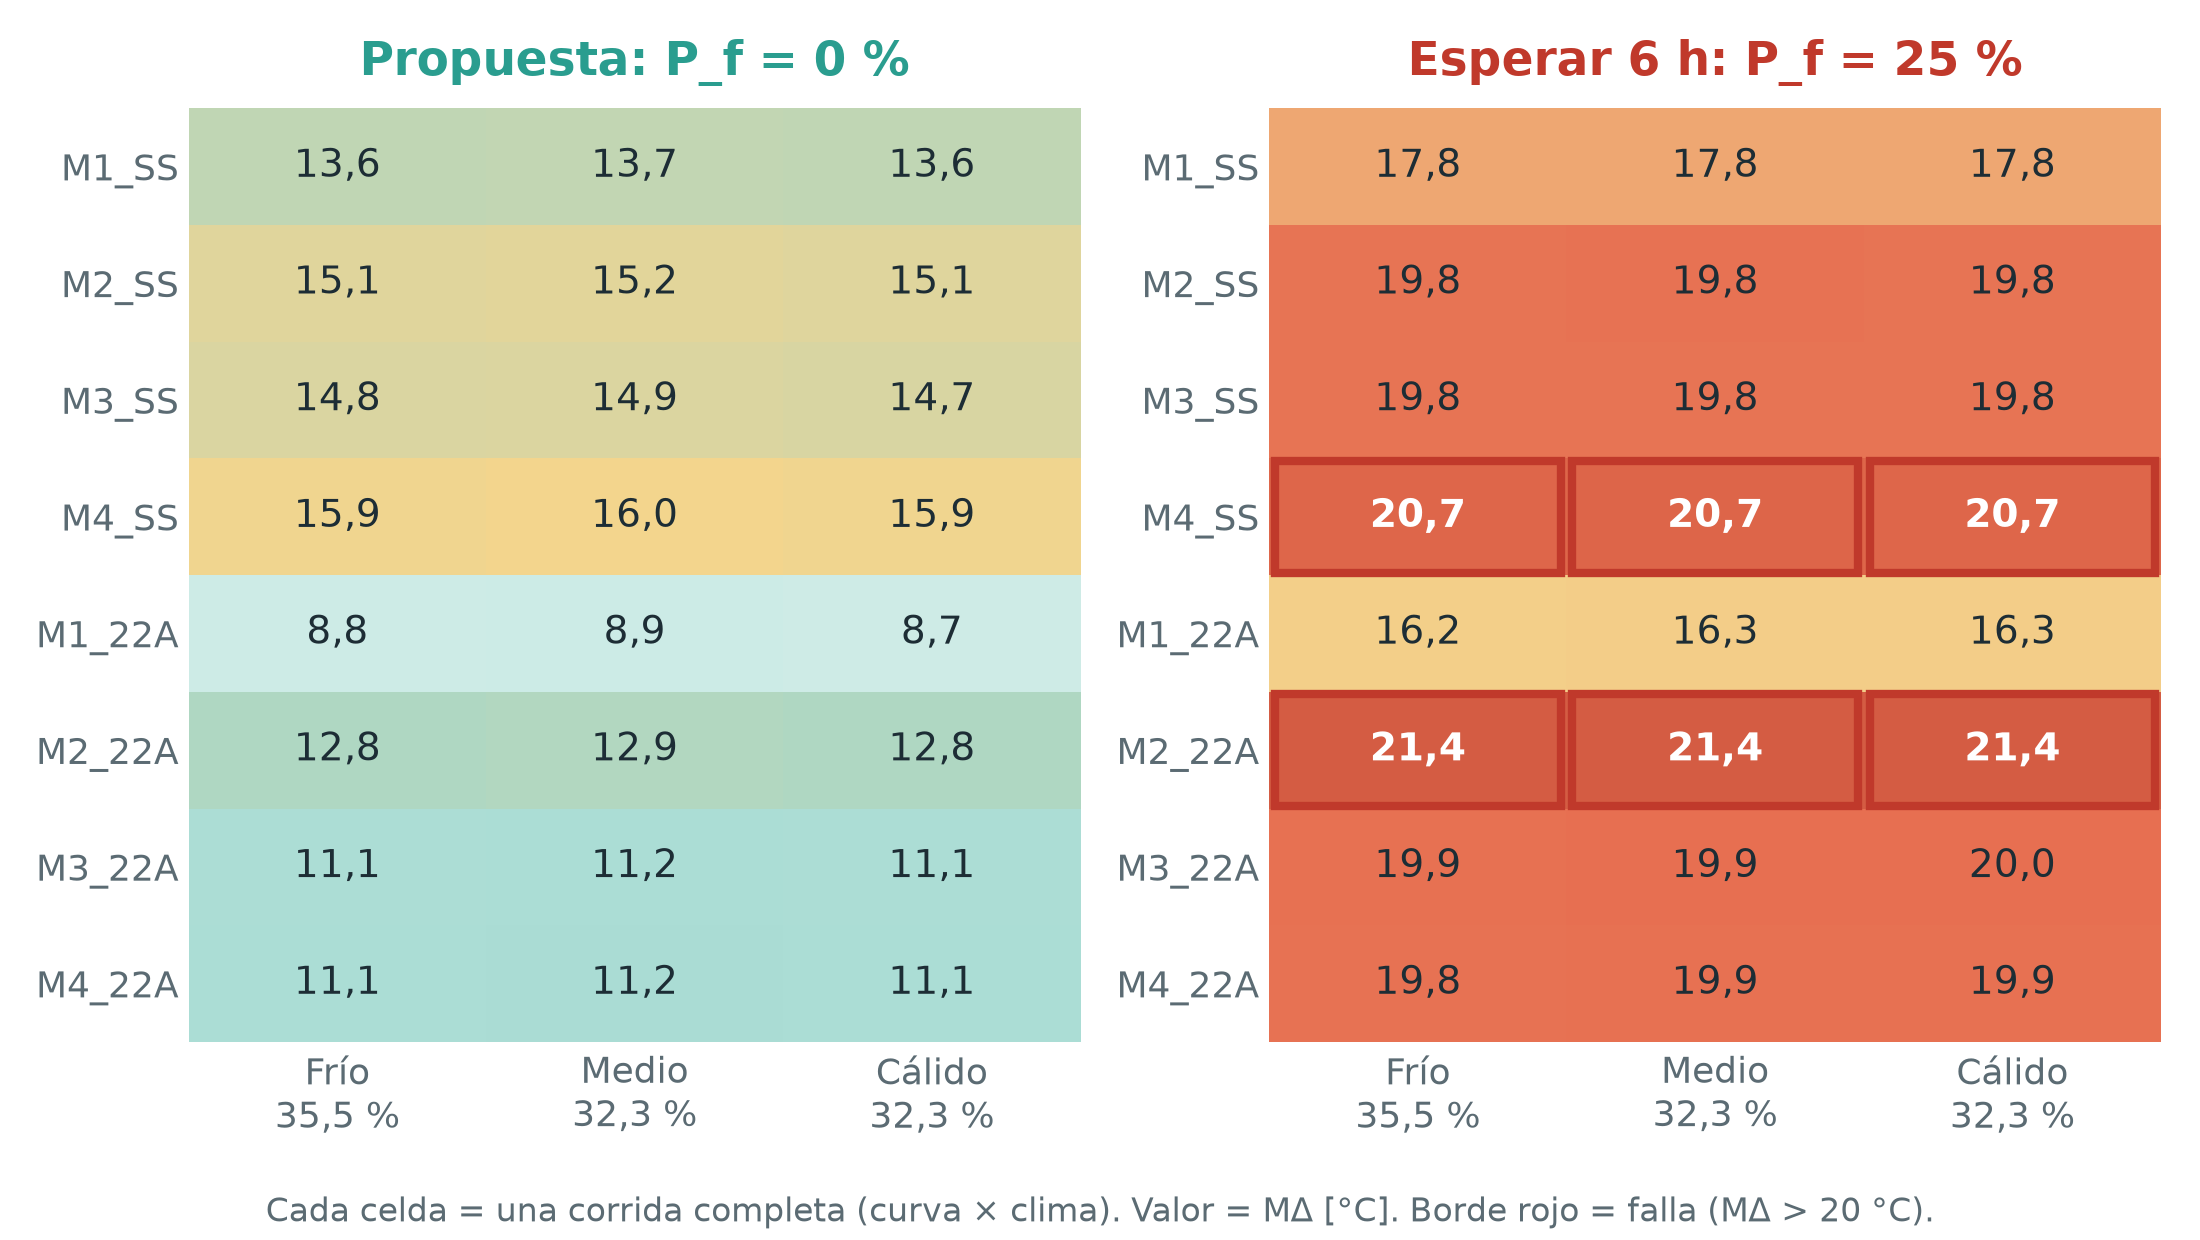 Propuesta: P_f = 0 %
M1_SS 13,6 13,7 13,6
M2_SS 15,1 15,2 15,1
M3_SS 14,8 14,9 14,7
M4_SS 15,9 16,0 15,9
M1_22A 8,8 8,9 8,7
M2_22A 12,8 12,9 12,8
M3_22A 11,1 11,2 11,1
M4_22A 11,1 11,2 11,1
Frío Medio Cálido
35,5 % 32,3 % 32,3 %
Esperar 6 h: P_f = 25 %
M1_SS 17,8 17,8 17,8
M2_SS 19,8 19,8 19,8
M3_SS 19,8 19,8 19,8
M4_SS 20,7 20,7 20,7
M1_22A 16,2 16,3 16,3
M2_22A 21,4 21,4 21,4
M3_22A 19,9 19,9 20,0
M4_22A 19,8 19,9 19,9
Frío Medio Cálido
35,5 % 32,3 % 32,3 %
Cada celda = una corrida completa (curva × clima). Valor = MΔ [°C]. Borde rojo = falla (MΔ > 20 °C).